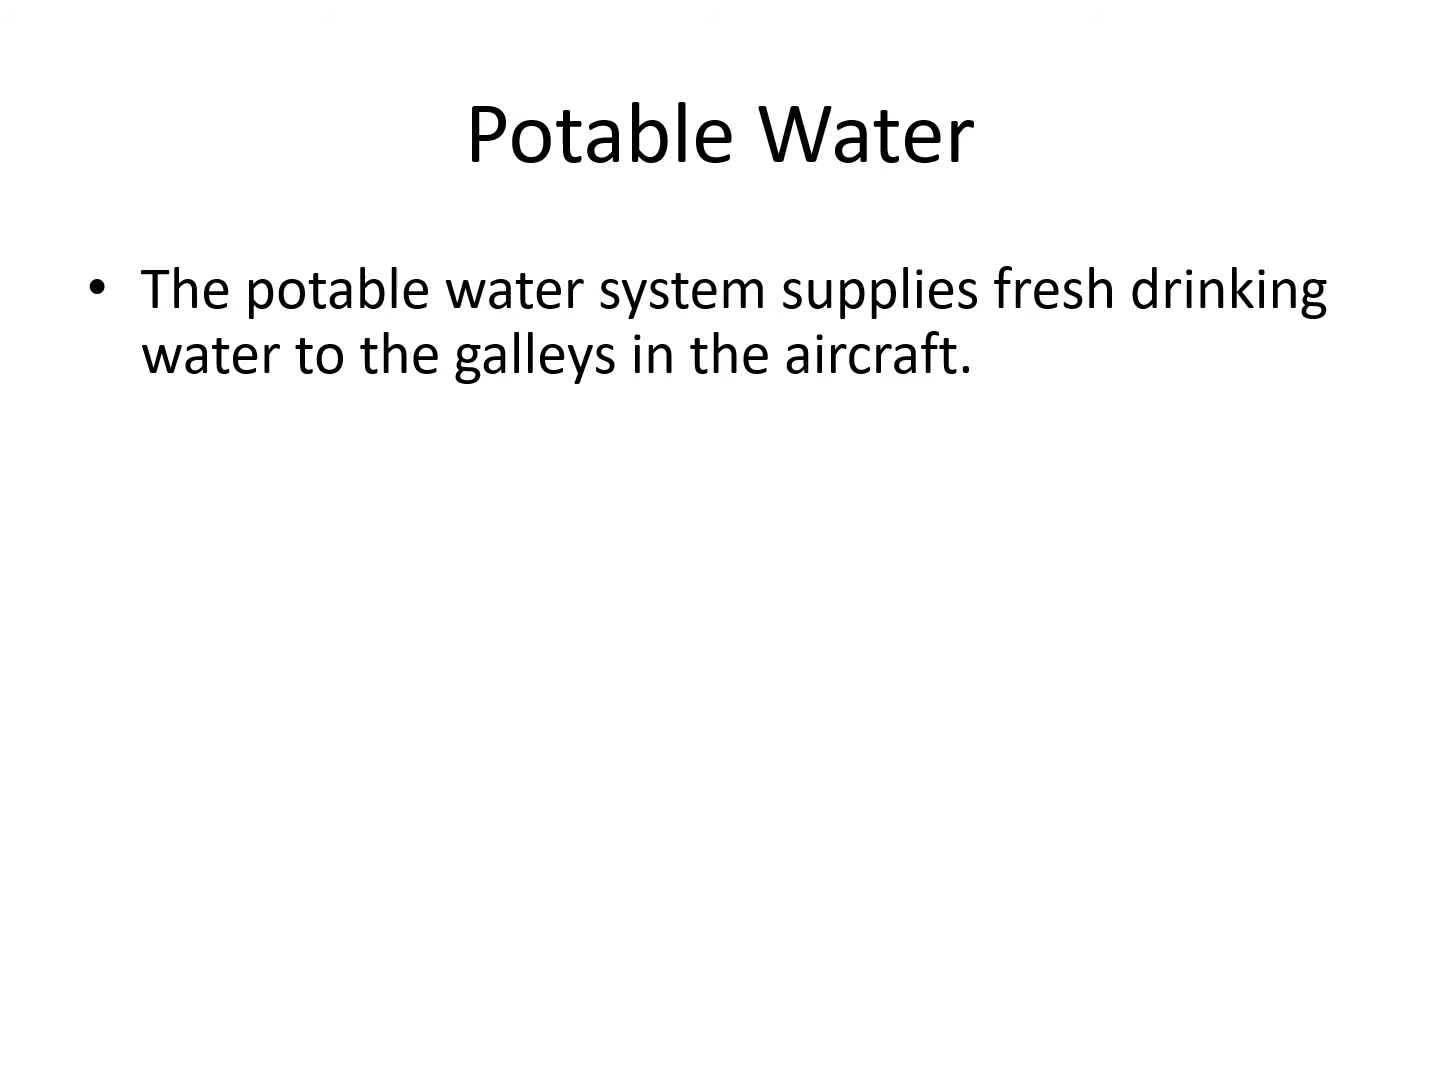 Potable Water
• The potable water system supplies fresh drinking
water to the galleys in the aircraft.